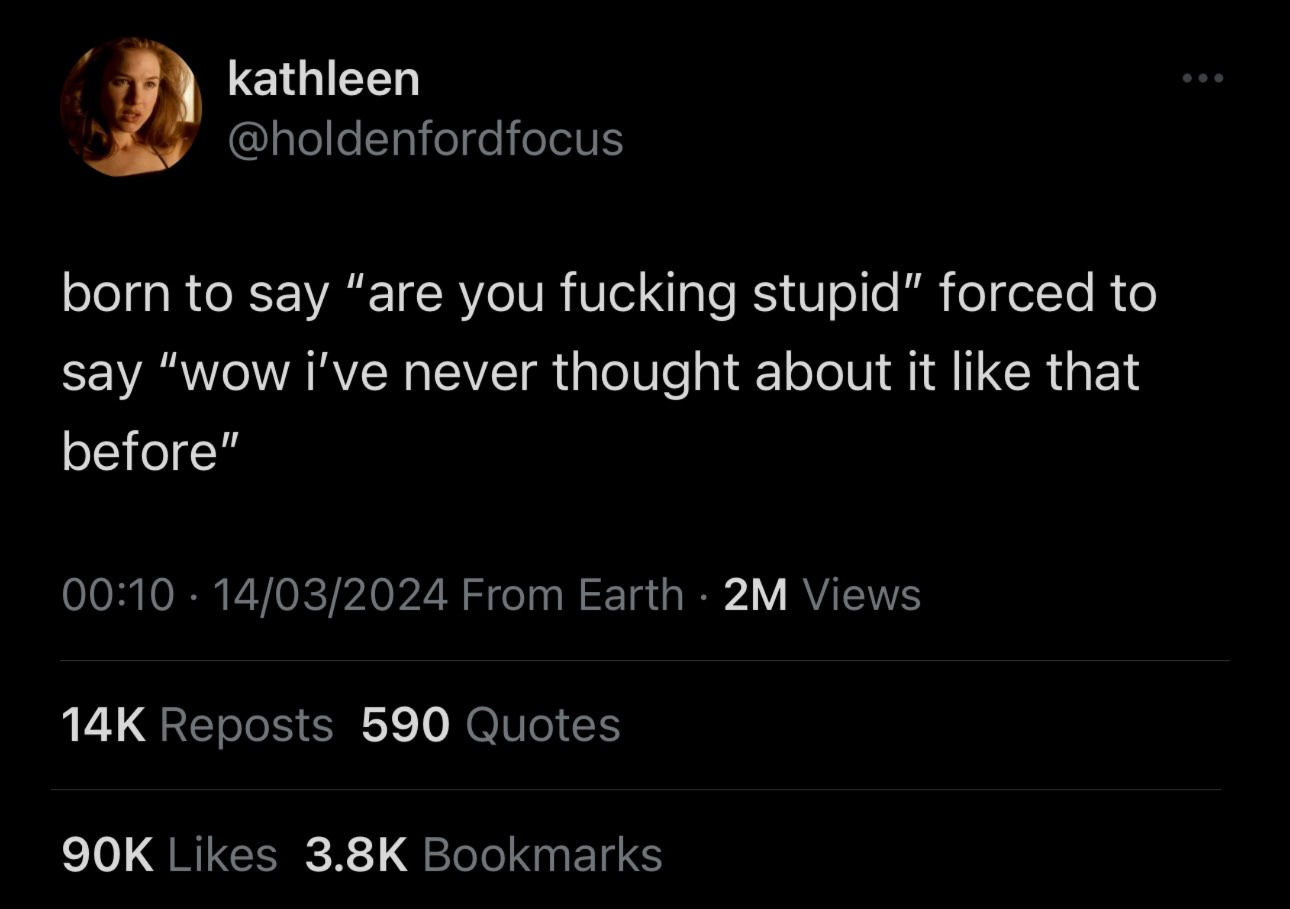 kathleen
@holdenfordfocus
born to say “are you fucking stupid” forced to
say “wow i’ve never thought about it like that
before”
00:10 · 14/03/2024 From Earth · 2M Views
14K Reposts 590 Quotes
90K Likes 3.8K Bookmarks